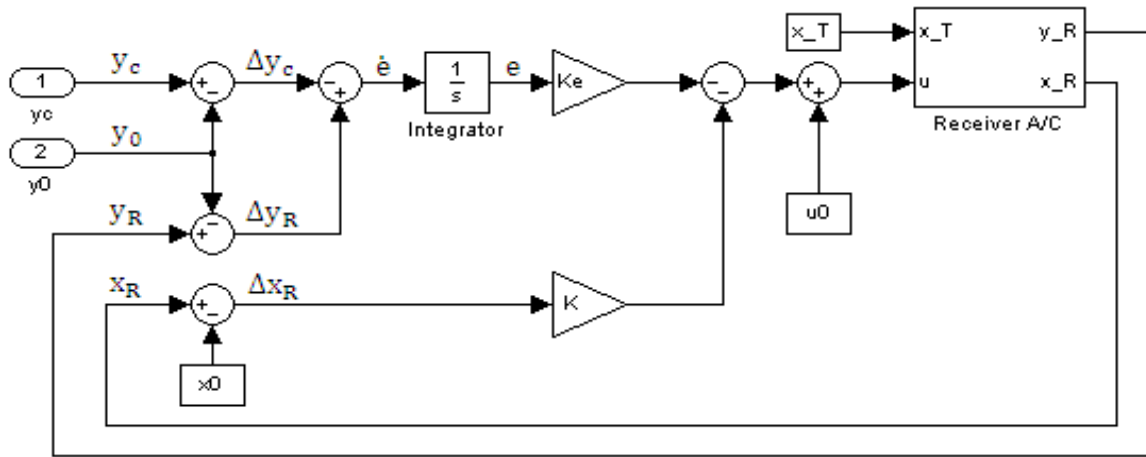 x_T
x_T
y_R
u
x_R
Receiver A/C
1
yc
y_c
+
−
Δy_c
−
+
ė
1
s
Integrator
e
Ke
−
−
+
+
2
y0
y_0
y_R
−
+
Δy_R
u0
x_R
+
−
Δx_R
K
x0